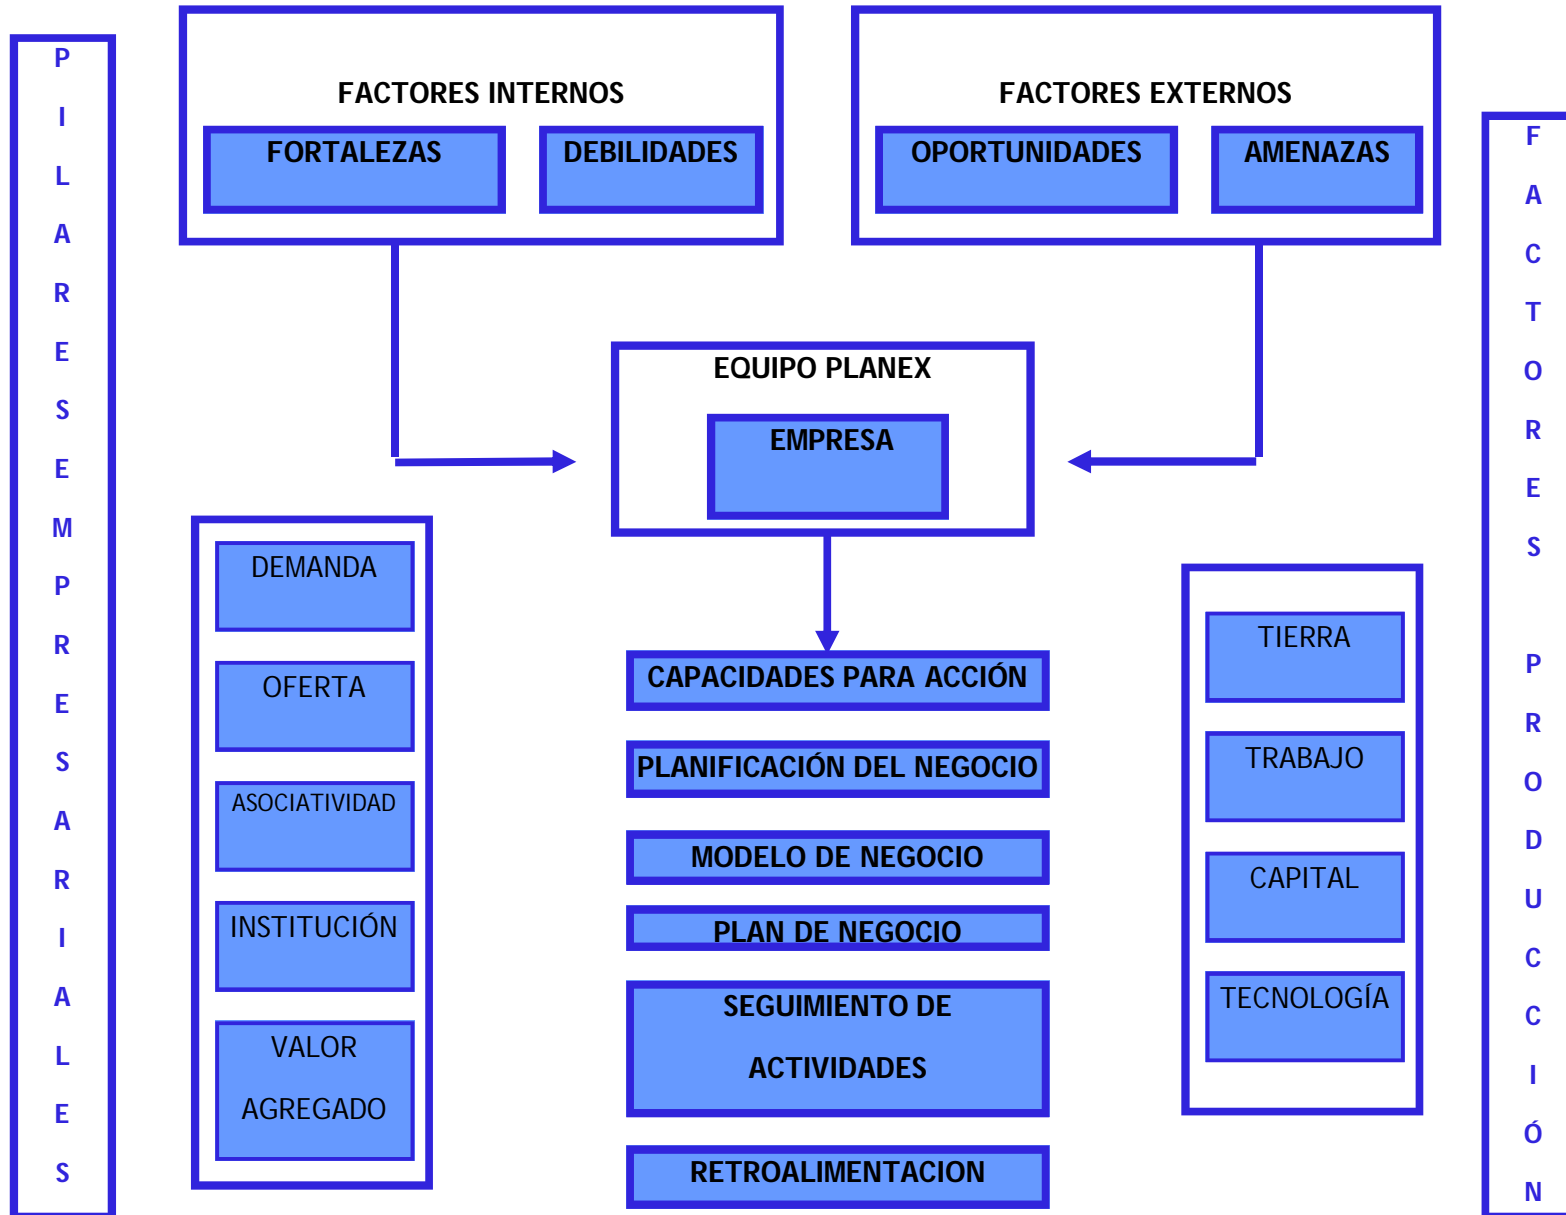 PILARES EMPRESARIALES
FACTORES INTERNOS
FORTALEZAS
DEBILIDADES
FACTORES EXTERNOS
OPORTUNIDADES
AMENAZAS
EQUIPO PLANEX
EMPRESA
DEMANDA
OFERTA
ASOCIATIVIDAD
INSTITUCIÓN
VALOR
AGREGADO
CAPACIDADES PARA ACCIÓN
PLANIFICACIÓN DEL NEGOCIO
MODELO DE NEGOCIO
PLAN DE NEGOCIO
SEGUIMIENTO DE
ACTIVIDADES
RETROALIMENTACION
TIERRA
TRABAJO
CAPITAL
TECNOLOGÍA
FACTORES PRODUCCIÓN